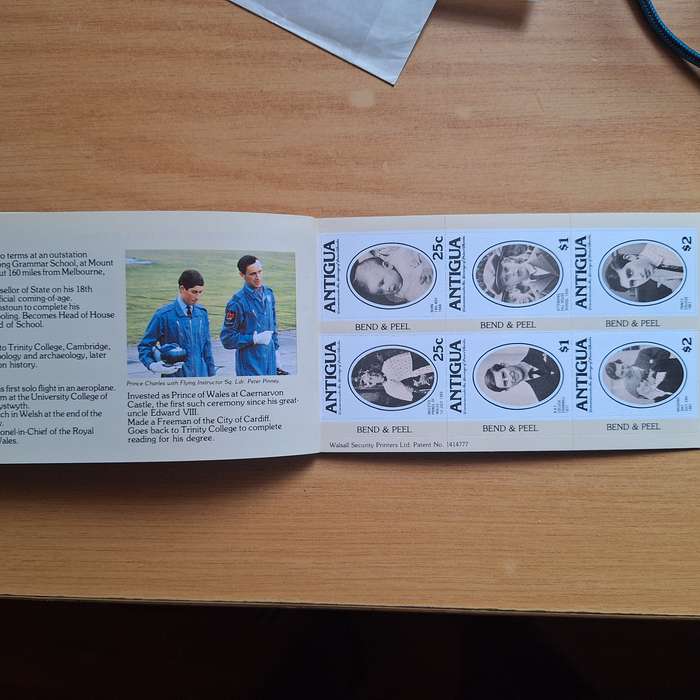 o terms at an outstation
ong Grammar School, at Mount
ut 160 miles from Melbourne,
sellor of State on his 18th
ficial coming-of-age.
astoun to complete his
oling. Becomes Head of House
d of School.
to Trinity College, Cambridge,
pology and archaeology, later
on history.
s first solo flight in an aeroplane.
m at the University of College of
ystwyth.
ch in Welsh at the end of the
onel-in-Chief of the Royal
Wales.
Prince Charles with Flying Instructor Sq. Ldr. Peter Pinney.
Invested as Prince of Wales at Caernarvon
Castle, the first such ceremony since his great-
uncle Edward VIII.
Made a Freeman of the City of Cardiff.
Goes back to Trinity College to complete
reading for his degree.
ANTIGUA
25c
ANTIGUA
$1
ANTIGUA
$2
BEND & PEEL
BEND & PEEL
BEND & PEEL
ANTIGUA
25c
ANTIGUA
$1
ANTIGUA
$2
BEND & PEEL
BEND & PEEL
BEND & PEEL
Walsall Security Printers Ltd. Patent No. 1414777